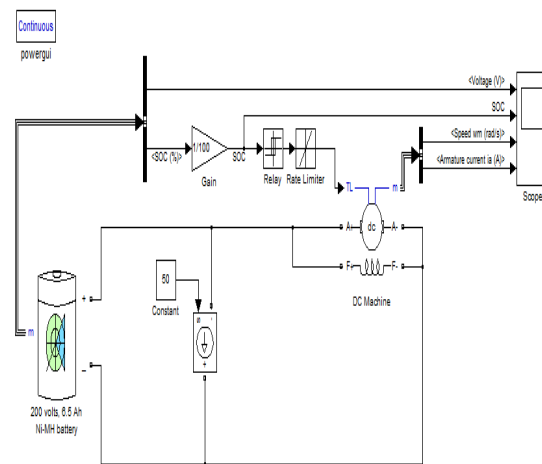 Continuous
powergui
<Voltage (V)>
SOC
<Speed wm (rad/s)>
<Armature current ia (A)>
Scope
<SOC (%)>
1/100
Gain
SOC
Relay
Rate Limiter
TL
m
A+
dc
A-
F+
F-
DC Machine
50
Constant
s
-
+
+
_
m
200 volts, 6.5 Ah
Ni-MH battery